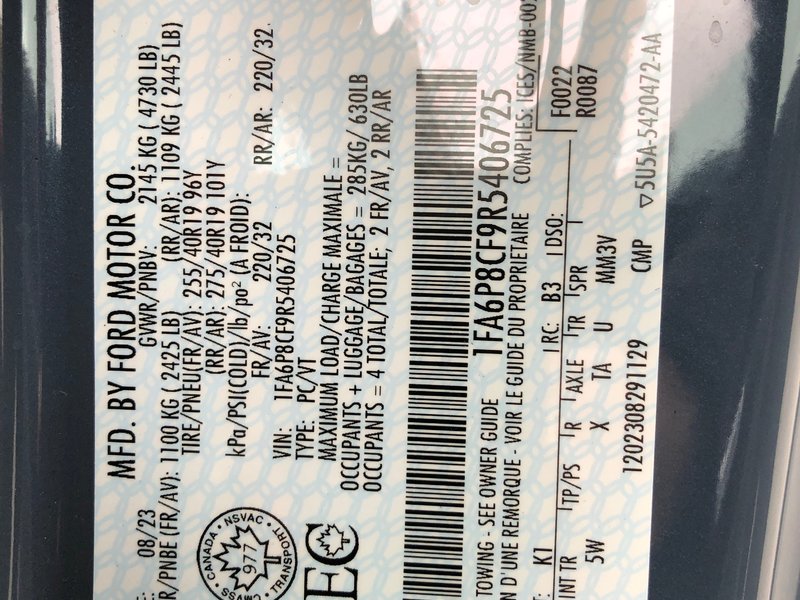 MFD. BY FORD MOTOR CO.
08/23 GVWR/PNBV: 2145 KG ( 4730 LB)
R/PNBE (FR/AV): 1100 KG ( 2425 LB) (RR/AR): 1109 KG ( 2445 LB)
TIRE/PNEU(FR/AV): 255/40R19 96Y
(RR/AR): 275/40R19 101Y
kPa/PSI(COLD)/lb/po² (A FROID):
FR/AV: 220/32 RR/AR: 220/32
VIN: 1FA6P8CF9R5406725
TYPE: PC/VT
MAXIMUM LOAD/CHARGE MAXIMALE =
OCCUPANTS + LUGGAGE/BAGAGES = 285KG/ 630LB
OCCUPANTS = 4 TOTAL/TOTALE; 2 FR/AV, 2 RR/AR
CANADA • NSVAC • TRANSPORT • CMVSS
977
EC
1FA6P8CF9R5406725
TOWING - SEE OWNER GUIDE
N D'UNE REMORQUE - VOIR LE GUIDE DU PROPRIETAIRE COMPLIES: ICES/NMB-00
T: K1 RC: B3 DSO: F0022
INT TR TP/PS R AXLE TR SPR R0087
5W X TA U MM3V
12023082911​29 CMP ▽5U5A-5420472-AA